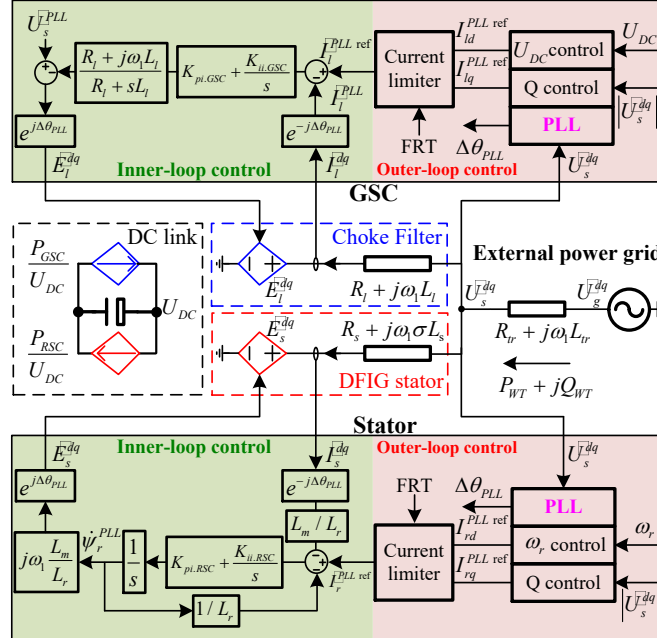 U_s^PLL
(R_l + jω_1L_l) / (R_l + sL_l)
K_pi.GSC + K_ii.GSC / s
I_l^PLL ref
I_l^PLL
e^jΔθ_PLL
e^-jΔθ_PLL
E_l^dq
I_l^dq
Inner-loop control
Current
limiter
FRT
I_ld^PLL ref
I_lq^PLL ref
U_DC control
Q control
PLL
U_DC
|U_s^dq|
Δθ_PLL
U_s^dq
Outer-loop control
GSC
DC link
P_GSC / U_DC
U_DC
P_RSC / U_DC
Choke Filter
E_l^dq
R_l + jω_1L_l
E_s^dq
R_s + jω_1σL_s
DFIG stator
External power grid
U_s^dq
U_g^dq
R_tr + jω_1L_tr
P_WT + jQ_WT
Stator
Inner-loop control
Outer-loop control
E_s^dq
I_s^dq
U_s^dq
e^jΔθ_PLL
e^-jΔθ_PLL
L_m / L_r
jω_1 L_m / L_r
ψ̇_r^PLL
1 / s
K_pi.RSC + K_ii.RSC / s
I_r^PLL ref
1 / L_r
FRT
Current
limiter
Δθ_PLL
I_rd^PLL ref
I_rq^PLL ref
PLL
ω_r control
Q control
ω_r
|U_s^dq|